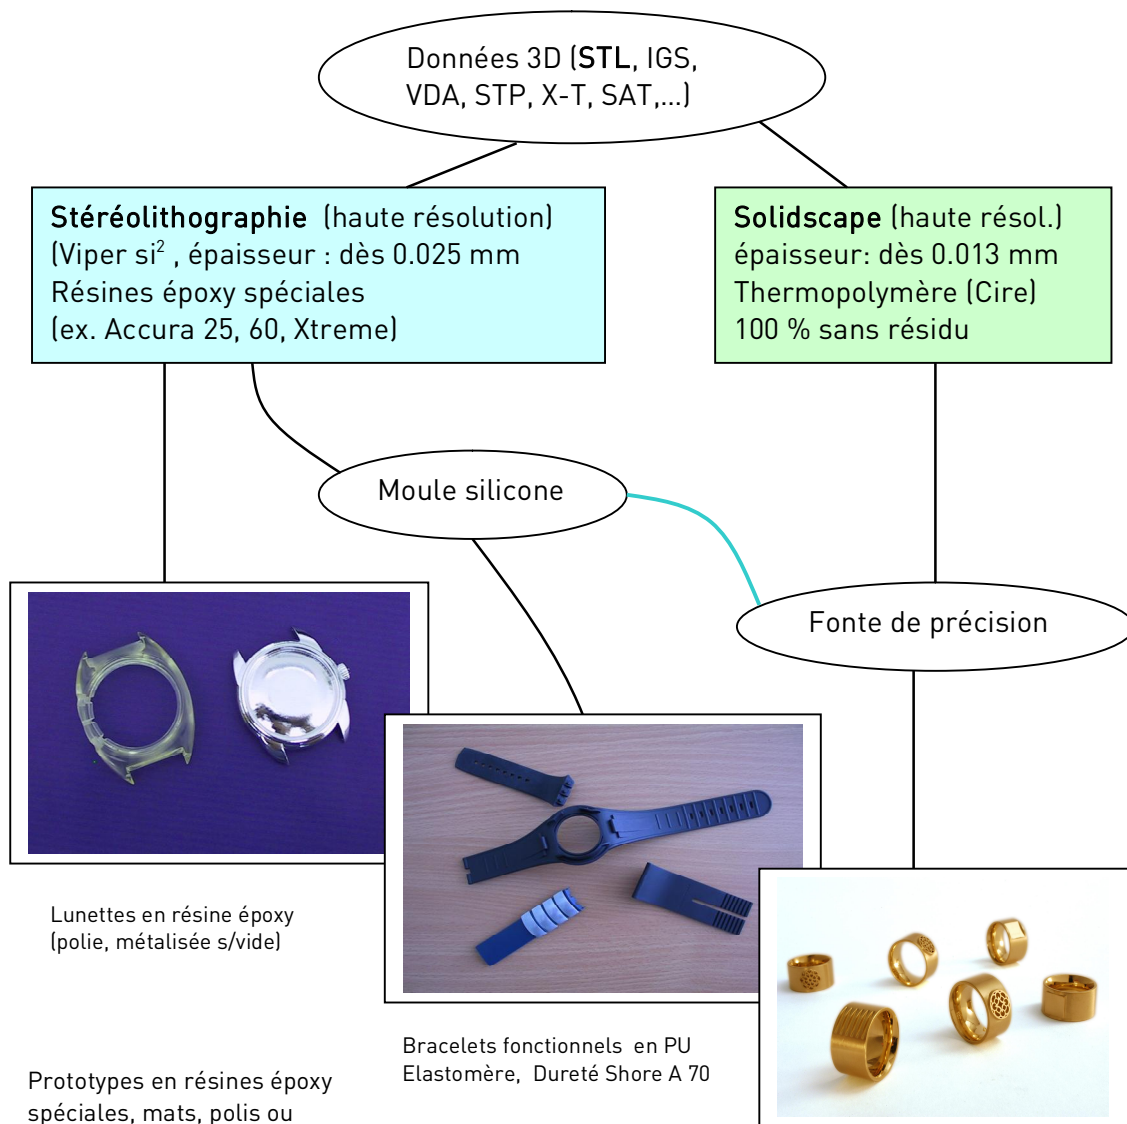 Données 3D (STL, IGS,
VDA, STP, X-T, SAT,...)
Stéréolithographie (haute résolution)
(Viper si² , épaisseur : dès 0.025 mm
Résines époxy spéciales
(ex. Accura 25, 60, Xtreme)
Solidscape (haute résol.)
épaisseur: dès 0.013 mm
Thermopolymère (Cire)
100 % sans résidu
Moule silicone
Fonte de précision
Lunettes en résine époxy
(polie, métalisée s/vide)
Bracelets fonctionnels en PU
Elastomère, Dureté Shore A 70
Prototypes en résines époxy
spéciales, mats, polis ou